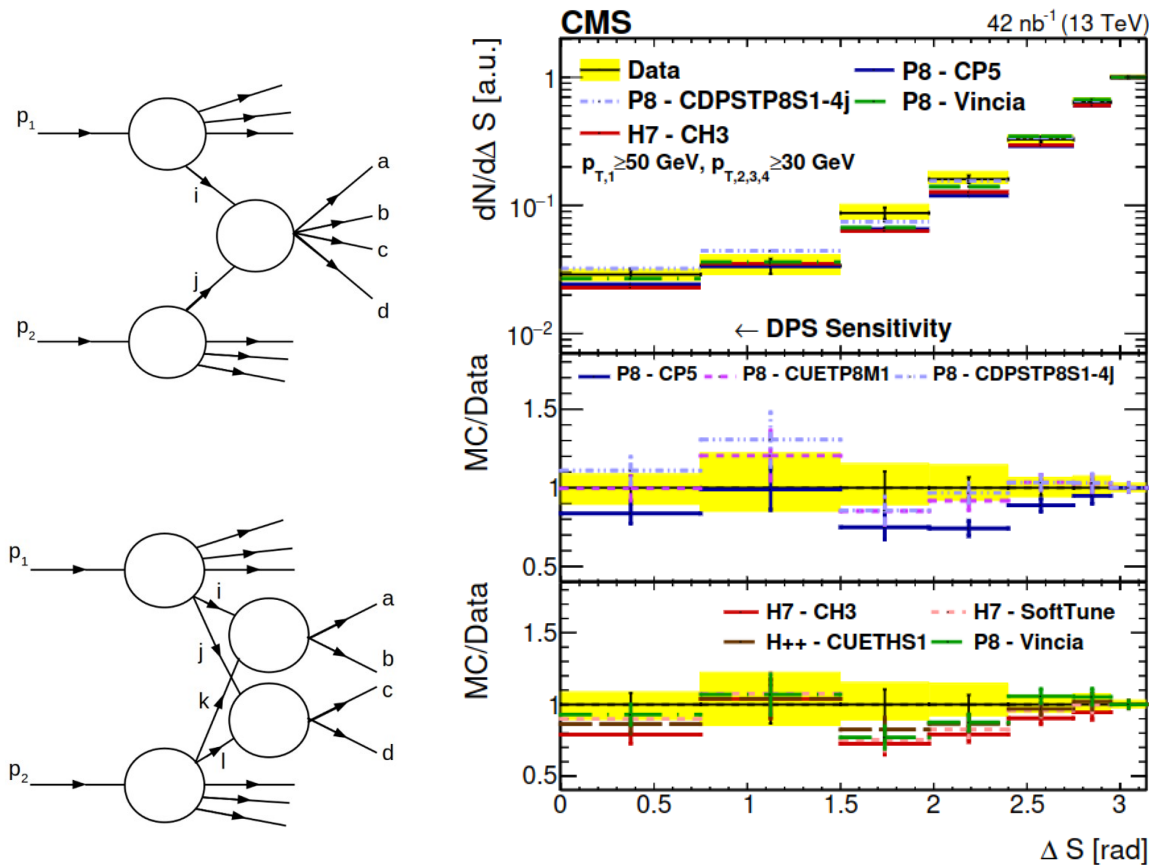 p1
i
a
b
c
d
j
p2
p1
i
a
b
j
k
c
d
l
p2
CMS 42 nb-1 (13 TeV)
dN/dΔ S [a.u.]
Data P8 - CP5
P8 - CDPSTP8S1-4j P8 - Vincia
H7 - CH3
pT,1≥50 GeV, pT,2,3,4≥30 GeV
1
10-1
10-2
← DPS Sensitivity
MC/Data
P8 - CP5 P8 - CUETP8M1 P8 - CDPSTP8S1-4j
1.5
1
0.5
MC/Data
H7 - CH3 H7 - SoftTune
H++ - CUETHS1 P8 - Vincia
1.5
1
0.5
0 0.5 1 1.5 2 2.5 3
Δ S [rad]